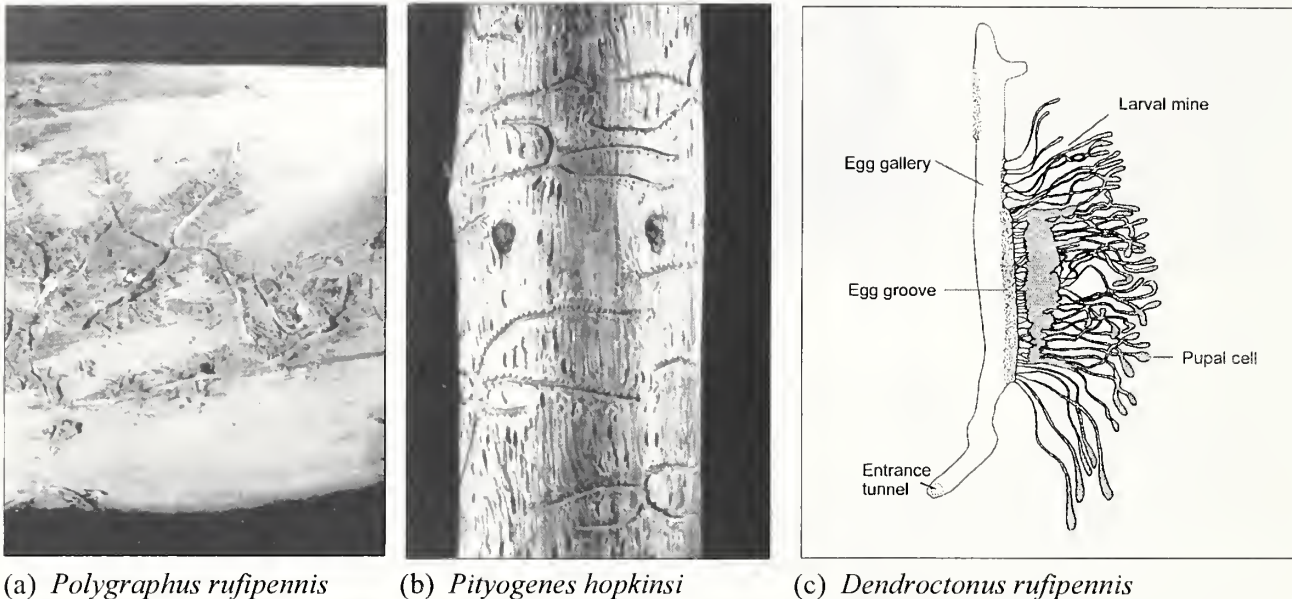 Larval mine
Egg gallery
Egg groove
Pupal cell
Entrance
tunnel
(a) Polygraphus rufipennis
(b) Pityogenes hopkinsi
(c) Dendroctonus rufipennis